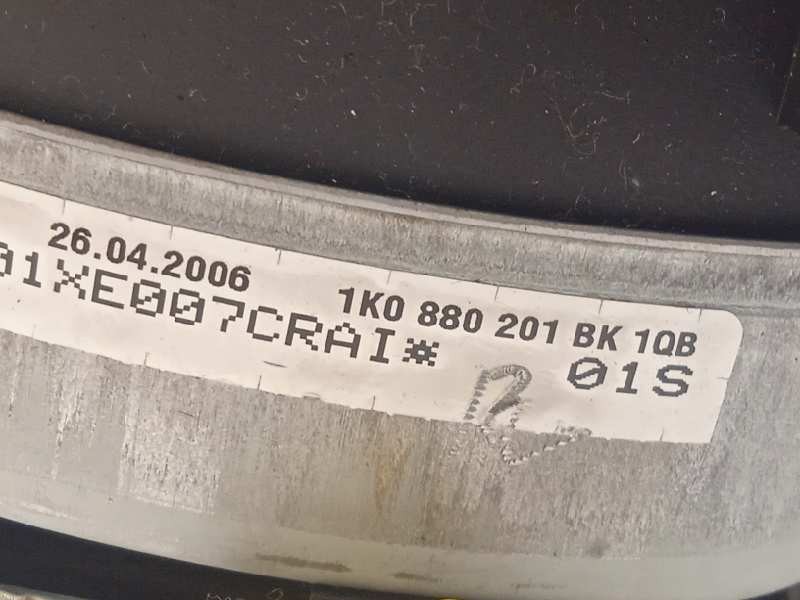 26.04.2006 1K0 880 201 BK 1QB
01XE007CRAI* 01S